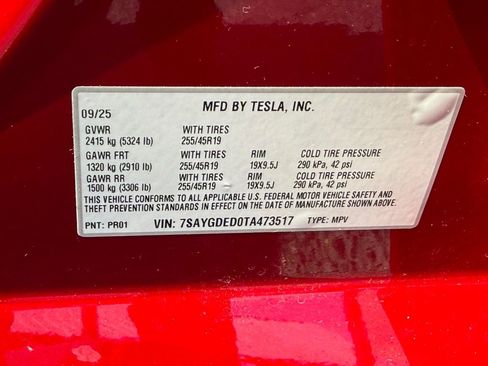 09/25 MFD BY TESLA, INC.
GVWR WITH TIRES
2415 kg (5324 lb) 255/45R19
GAWR FRT WITH TIRES RIM COLD TIRE PRESSURE
1320 kg (2910 lb) 255/45R19 19X9.5J 290 kPa, 42 psi
GAWR RR WITH TIRES RIM COLD TIRE PRESSURE
1500 kg (3306 lb) 255/45R19 19X9.5J 290 kPa, 42 psi
THIS VEHICLE CONFORMS TO ALL APPLICABLE U.S. FEDERAL MOTOR VEHICLE SAFETY AND
THEFT PREVENTION STANDARDS IN EFFECT ON THE DATE OF MANUFACTURE SHOWN ABOVE.
PNT: PR01 VIN: 7SAYGDED0TA473517 TYPE: MPV